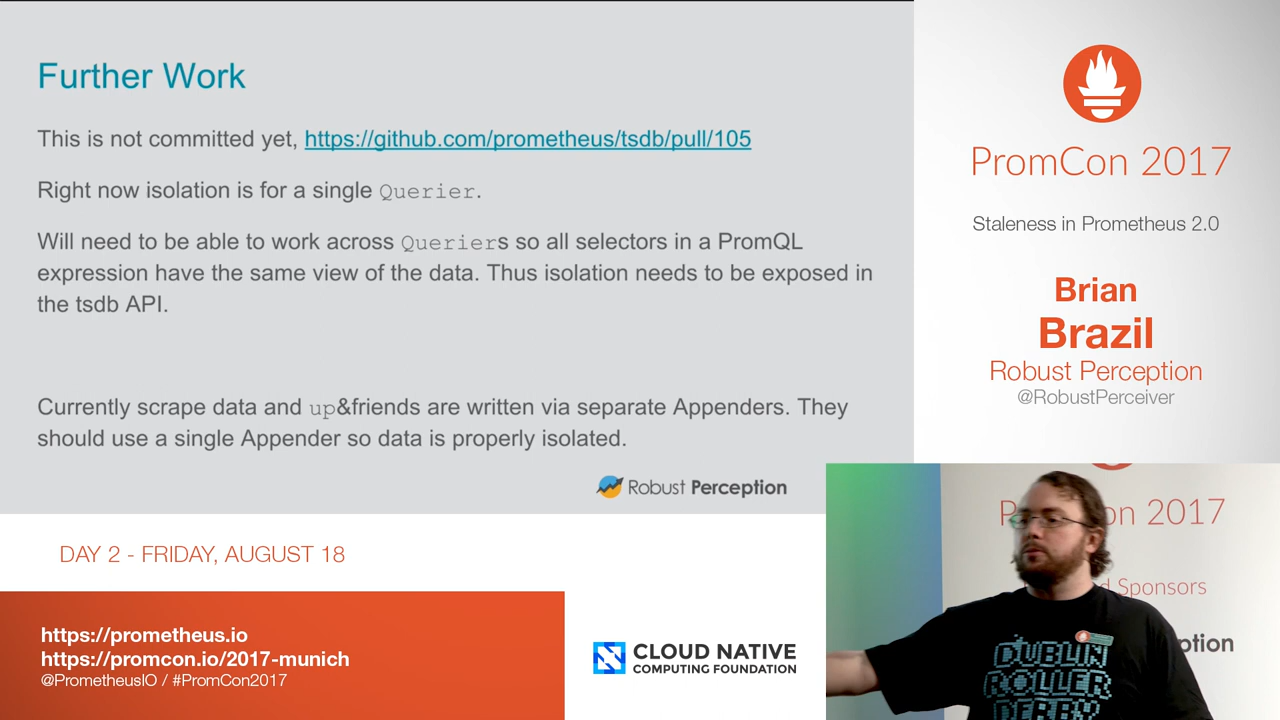 Further Work
This is not committed yet, https://github.com/prometheus/tsdb/pull/105
Right now isolation is for a single Querier.
Will need to be able to work across Queriers so all selectors in a PromQL
expression have the same view of the data. Thus isolation needs to be exposed in
the tsdb API.
Currently scrape data and up&friends are written via separate Appenders. They
should use a single Appender so data is properly isolated.
Robust Perception
PromCon 2017
Staleness in Prometheus 2.0
Brian
Brazil
Robust Perception
@RobustPerceiver
DAY 2 - FRIDAY, AUGUST 18
https://prometheus.io
https://promcon.io/2017-munich
@PrometheusIO / #PromCon2017
CLOUD NATIVE
COMPUTING FOUNDATION
on 2017
Sponsors
ption
DUBLIN
ROLLER
DERBY